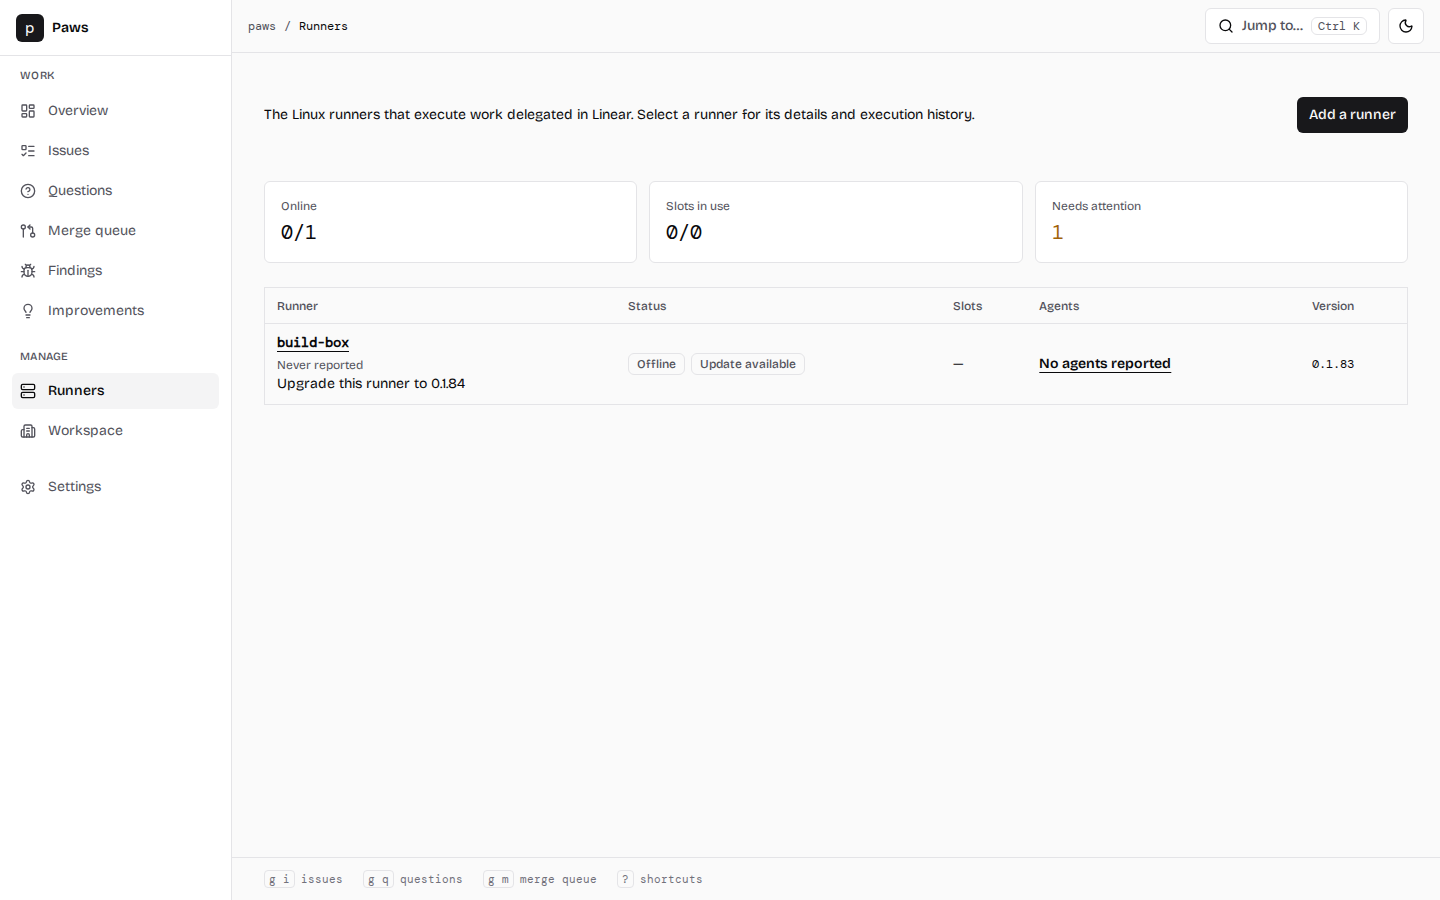 p Paws
paws / Runners
Jump to... Ctrl K
WORK
Overview
Issues
Questions
Merge queue
Findings
Improvements
MANAGE
Runners
Workspace
Settings
The Linux runners that execute work delegated in Linear. Select a runner for its details and execution history.
Add a runner
Online
0/1
Slots in use
0/0
Needs attention
1
Runner Status Slots Agents Version
build-box
Never reported
Upgrade this runner to 0.1.84
Offline Update available — No agents reported 0.1.83
g i issues g q questions g m merge queue ? shortcuts